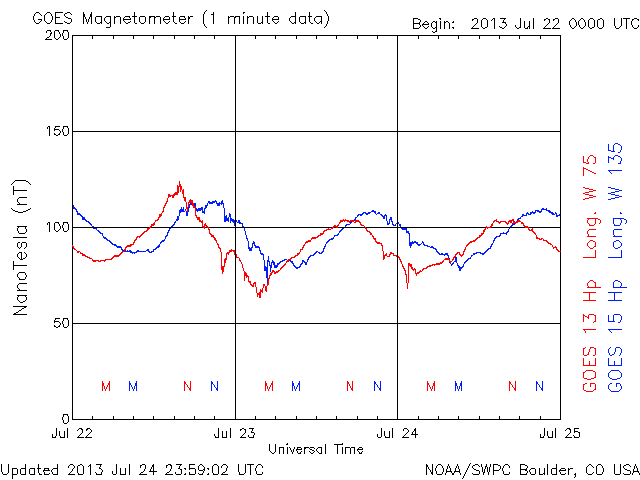 GOES Magnetometer (1 minute data)
Begin: 2013 Jul 22 0000 UTC
200
150
100
50
0
NanoTesla (nT)
M M N N M M N N M M N N
Jul 22 Jul 23 Jul 24 Jul 25
Universal Time
GOES 13 Hp Long. W 75
GOES 15 Hp Long. W 135
Updated 2013 Jul 24 23:59:02 UTC
NOAA/SWPC Boulder, CO USA